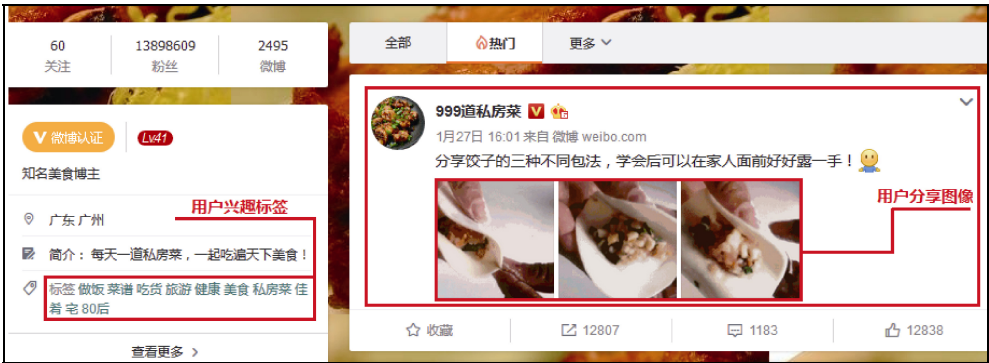 60 13898609 2495
关注 粉丝 微博
V 微博认证 Lv41
知名美食博主
用户兴趣标签
广东 广州
简介： 每天一道私房菜，一起吃遍天下美食！
标签 做饭 菜谱 吃货 旅游 健康 美食 私房菜 佳
肴 宅 80后
查看更多 >
全部 热门 更多
999道私房菜 V
1月27日 16:01 来自 微博 weibo.com
分享饺子的三种不同包法，学会后可以在家人面前好好露一手！
用户分享图像
收藏 12807 1183 12838